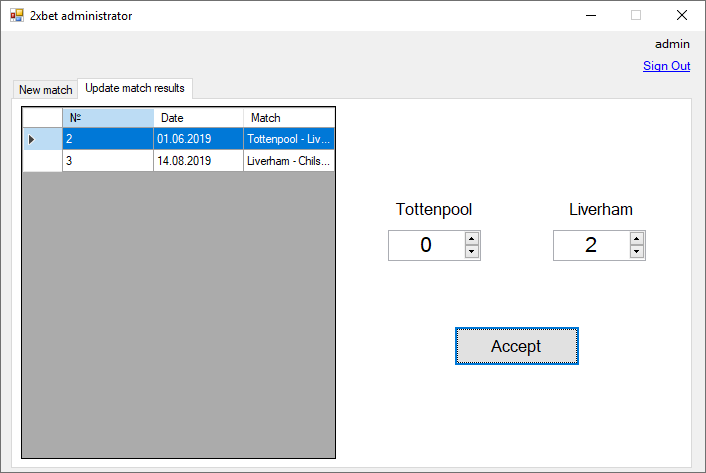 2xbet administrator
admin
Sign Out
New match
Update match results
№ Date Match
2 01.06.2019 Tottenpool - Liv...
3 14.08.2019 Liverham - Chils...
Tottenpool Liverham
0 2
Accept